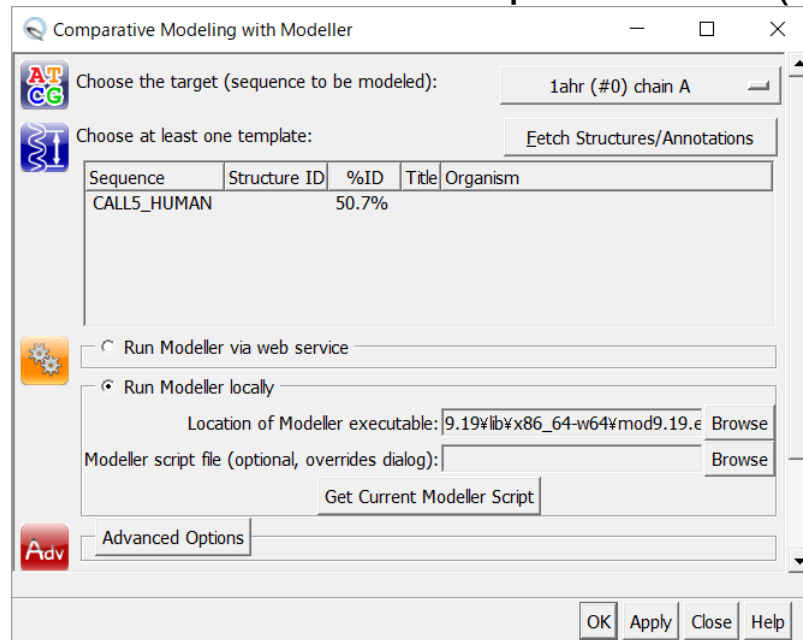 Comparative Modeling with Modeller
AT
CG
Choose the target (sequence to be modeled):
1ahr (#0) chain A
Choose at least one template:
Fetch Structures/Annotations
Sequence Structure ID %ID Title Organism
CALL5_HUMAN 50.7%
Run Modeller via web service
Run Modeller locally
Location of Modeller executable: 9.19¥lib¥x86_64-w64¥mod9.19.e Browse
Modeller script file (optional, overrides dialog): Browse
Get Current Modeller Script
Adv
Advanced Options
OK Apply Close Help